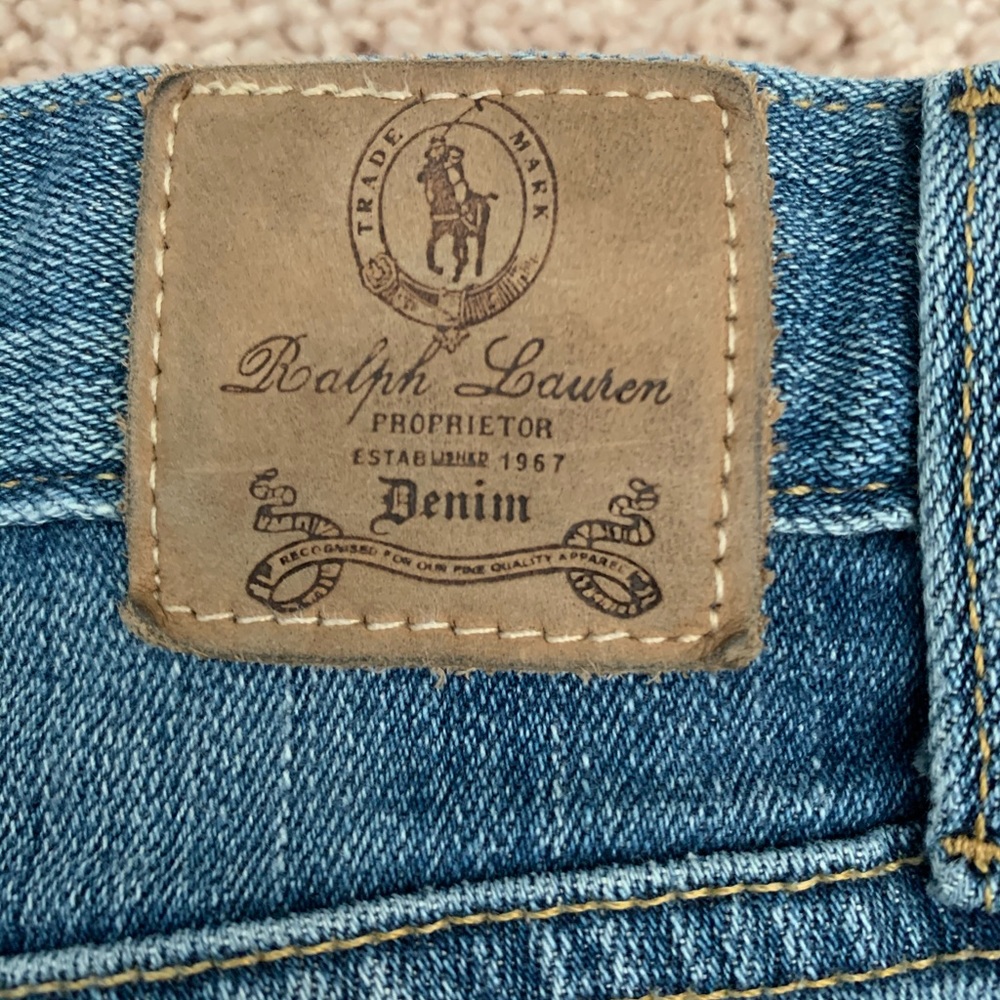 TRADE MARK
Ralph Lauren
PROPRIETOR
ESTABLISHED 1967
Denim
RECOGNISED FOR OUR FINE QUALITY APPAREL